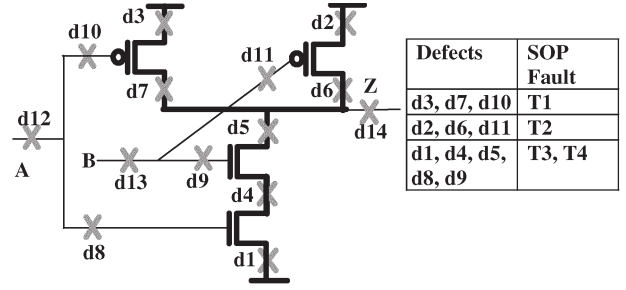 d3
d2
d10
d11
d7
d6
Z
d12
d5
d14
A
B
d13
d9
d4
d8
d1
Defects SOP Fault
d3, d7, d10 T1
d2, d6, d11 T2
d1, d4, d5, T3, T4
d8, d9